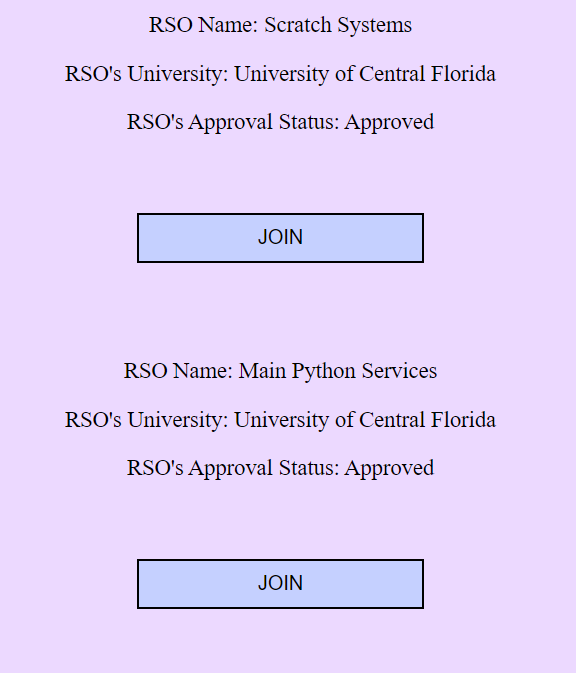 RSO Name: Scratch Systems
RSO's University: University of Central Florida
RSO's Approval Status: Approved
JOIN
RSO Name: Main Python Services
RSO's University: University of Central Florida
RSO's Approval Status: Approved
JOIN